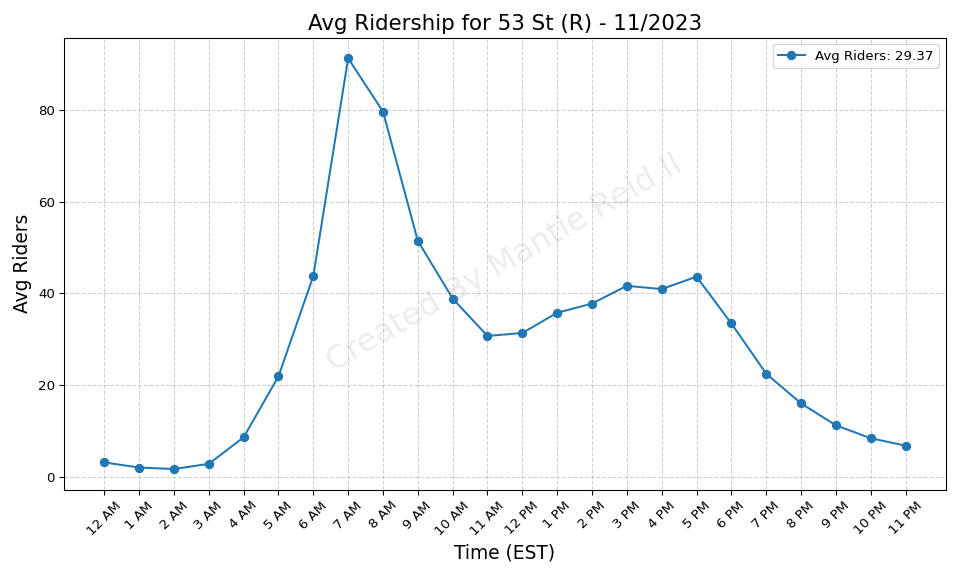 Avg Ridership for 53 St (R) - 11/2023
Avg Riders: 29.37
Created By Mantie Reid II
Avg Riders
80
60
40
20
0
12 AM
1 AM
2 AM
3 AM
4 AM
5 AM
6 AM
7 AM
8 AM
9 AM
10 AM
11 AM
12 PM
1 PM
2 PM
3 PM
4 PM
5 PM
6 PM
7 PM
8 PM
9 PM
10 PM
11 PM
Time (EST)